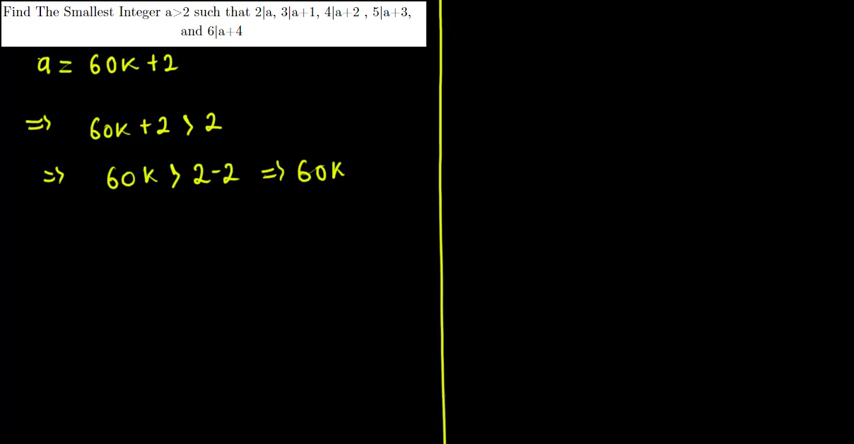 Find The Smallest Integer a>2 such that 2|a, 3|a+1, 4|a+2 , 5|a+3,
and 6|a+4
a = 60k +2
=> 60k +2 > 2
=> 60k > 2-2 => 60k